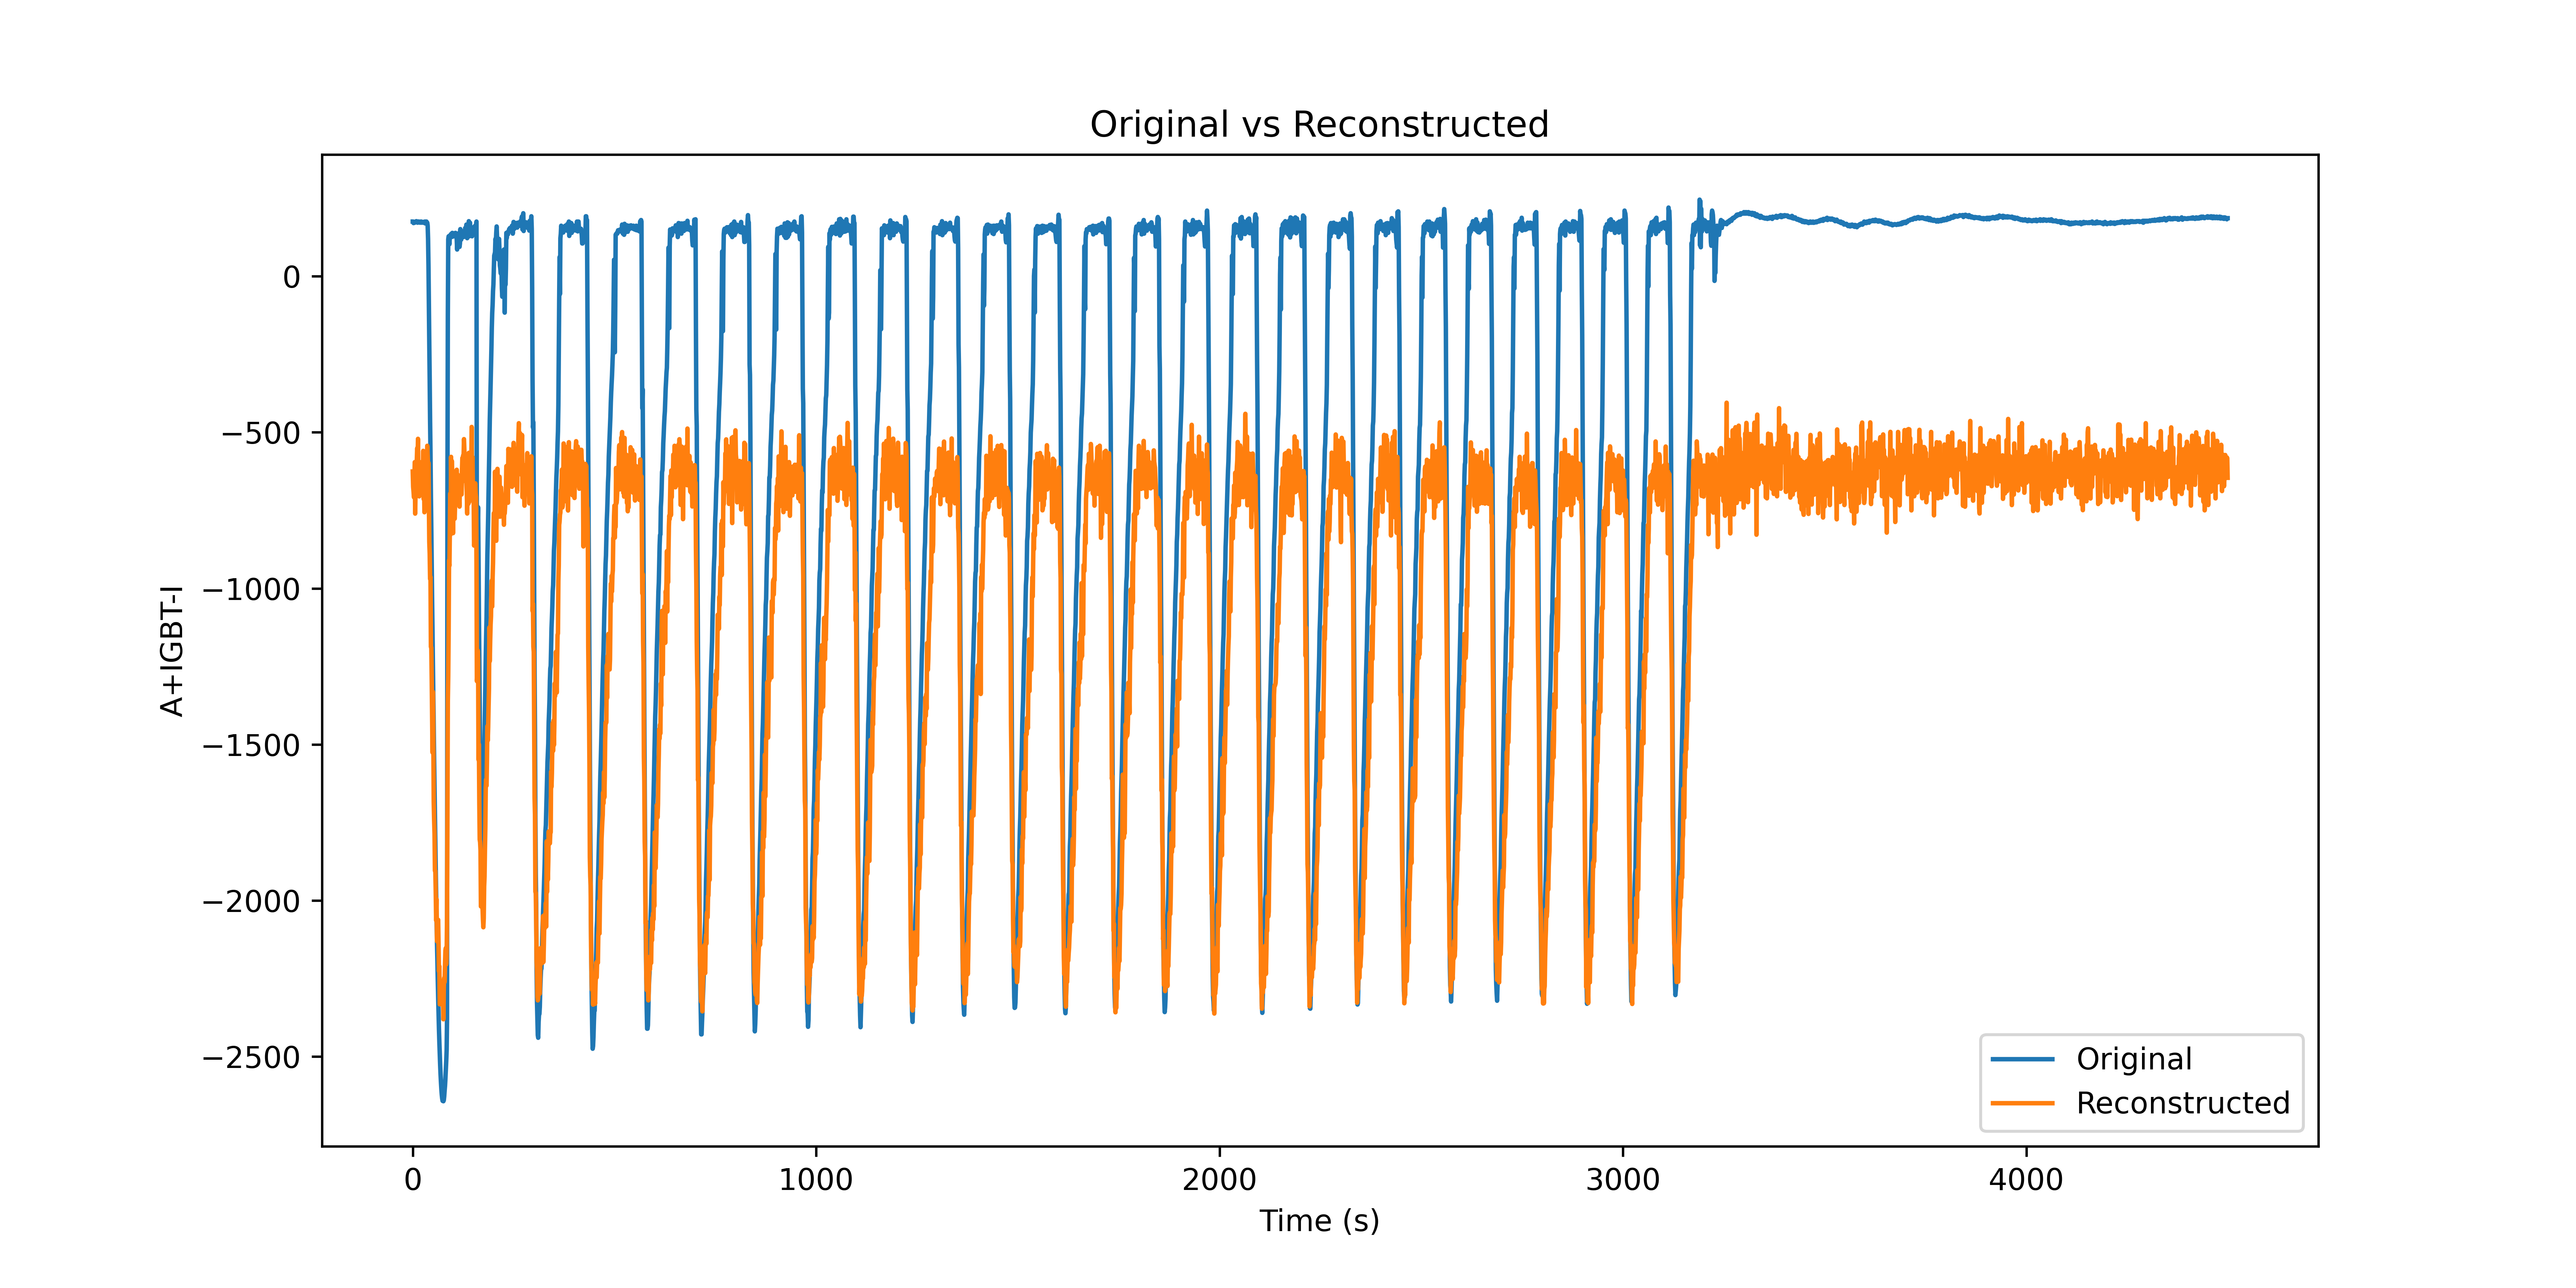 Original vs Reconstructed
A+IGBT-I
0
−500
−1000
−1500
−2000
−2500
0
1000
2000
3000
4000
Time (s)
Original
Reconstructed